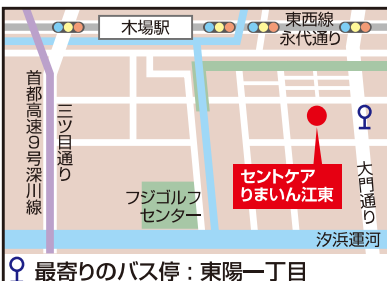 木場駅
東西線
永代通り
首都高速9号深川線
三ツ目通り
フジゴルフ
センター
セントケア
りまいん江東
大門通り
汐浜運河
最寄りのバス停：東陽一丁目